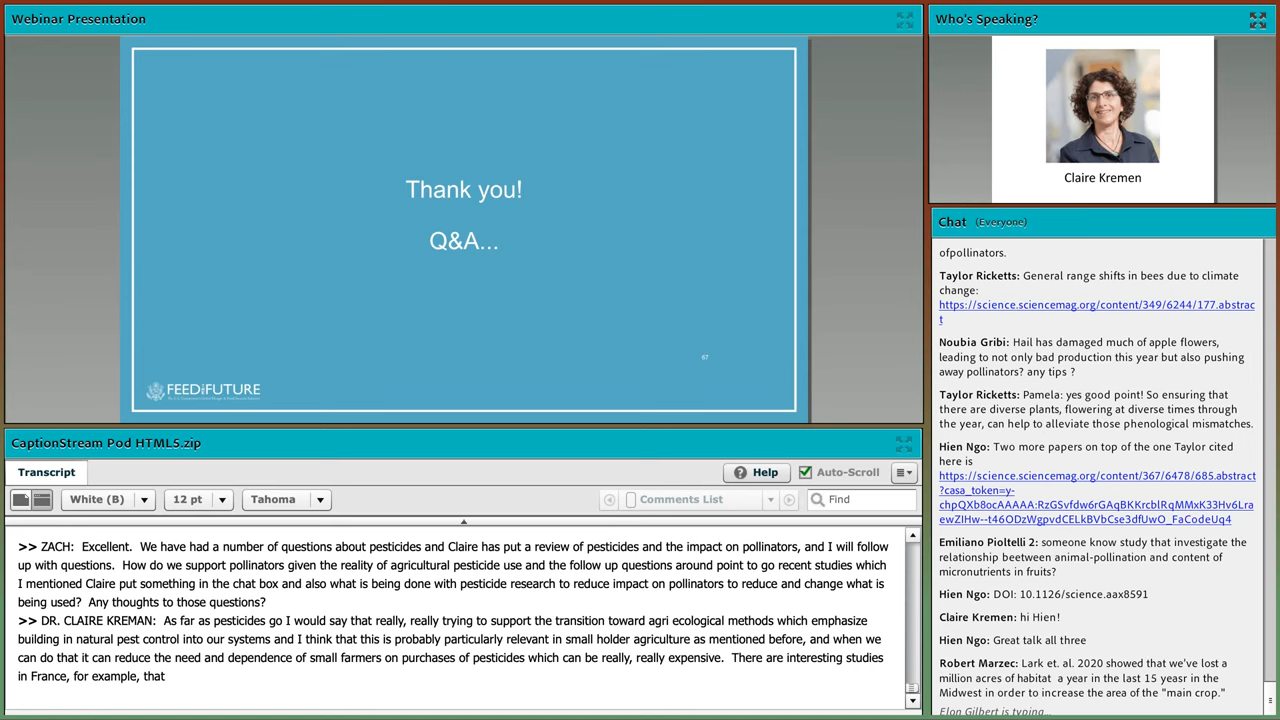 Webinar Presentation
Thank you!
Q&A...
67
FEEDTHEFUTURE
Who's Speaking?
Claire Kremen
Chat (Everyone)
ofpollinators.
Taylor Ricketts: General range shifts in bees due to climate
change:
https://science.sciencemag.org/content/349/6244/177.abstrac
t
Noubia Gribi: Hail has damaged much of apple flowers,
leading to not only bad production this year but also pushing
away pollinators? any tips ?
Taylor Ricketts: Pamela: yes good point! So ensuring that
there are diverse plants, flowering at diverse times through
the year, can help to alleviate those phenological mismatches.
Hien Ngo: Two more papers on top of the one Taylor cited
here is
https://science.sciencemag.org/content/367/6478/685.abstract
?casa_token=y-
chpQXb8ocAAAAA:RzGSvfdw6rGAqBKKrcblRqMMxK33Hv6Lra
ewZIHw--t46ODzWgpvdCELkBVbCse3dfUwO_FaCodeUq4
Emiliano Pioltelli 2: someone know study that investigate the
relationship beetween animal-pollination and content of
micronutrients in fruits?
Hien Ngo: DOI: 10.1126/science.aax8591
Claire Kremen: hi Hien!
Hien Ngo: Great talk all three
Robert Marzec: Lark et. al. 2020 showed that we've lost a
million acres of habitat a year in the last 15 yesar in the
Midwest in order to increase the area of the "main crop."
Elon Gilbert is typing...
CaptionStream Pod HTML5.zip
Transcript
Help
Auto-Scroll
White (B)
12 pt
Tahoma
Comments List
Find
>> ZACH: Excellent. We have had a number of questions about pesticides and Claire has put a review of pesticides and the impact on pollinators, and I will follow
up with questions. How do we support pollinators given the reality of agricultural pesticide use and the follow up questions around point to go recent studies which
I mentioned Claire put something in the chat box and also what is being done with pesticide research to reduce impact on pollinators to reduce and change what is
being used? Any thoughts to those questions?
>> DR. CLAIRE KREMAN: As far as pesticides go I would say that really, really trying to support the transition toward agri ecological methods which emphasize
building in natural pest control into our systems and I think that this is probably particularly relevant in small holder agriculture as mentioned before, and when we
can do that it can reduce the need and dependence of small farmers on purchases of pesticides which can be really, really expensive. There are interesting studies
in France, for example, that